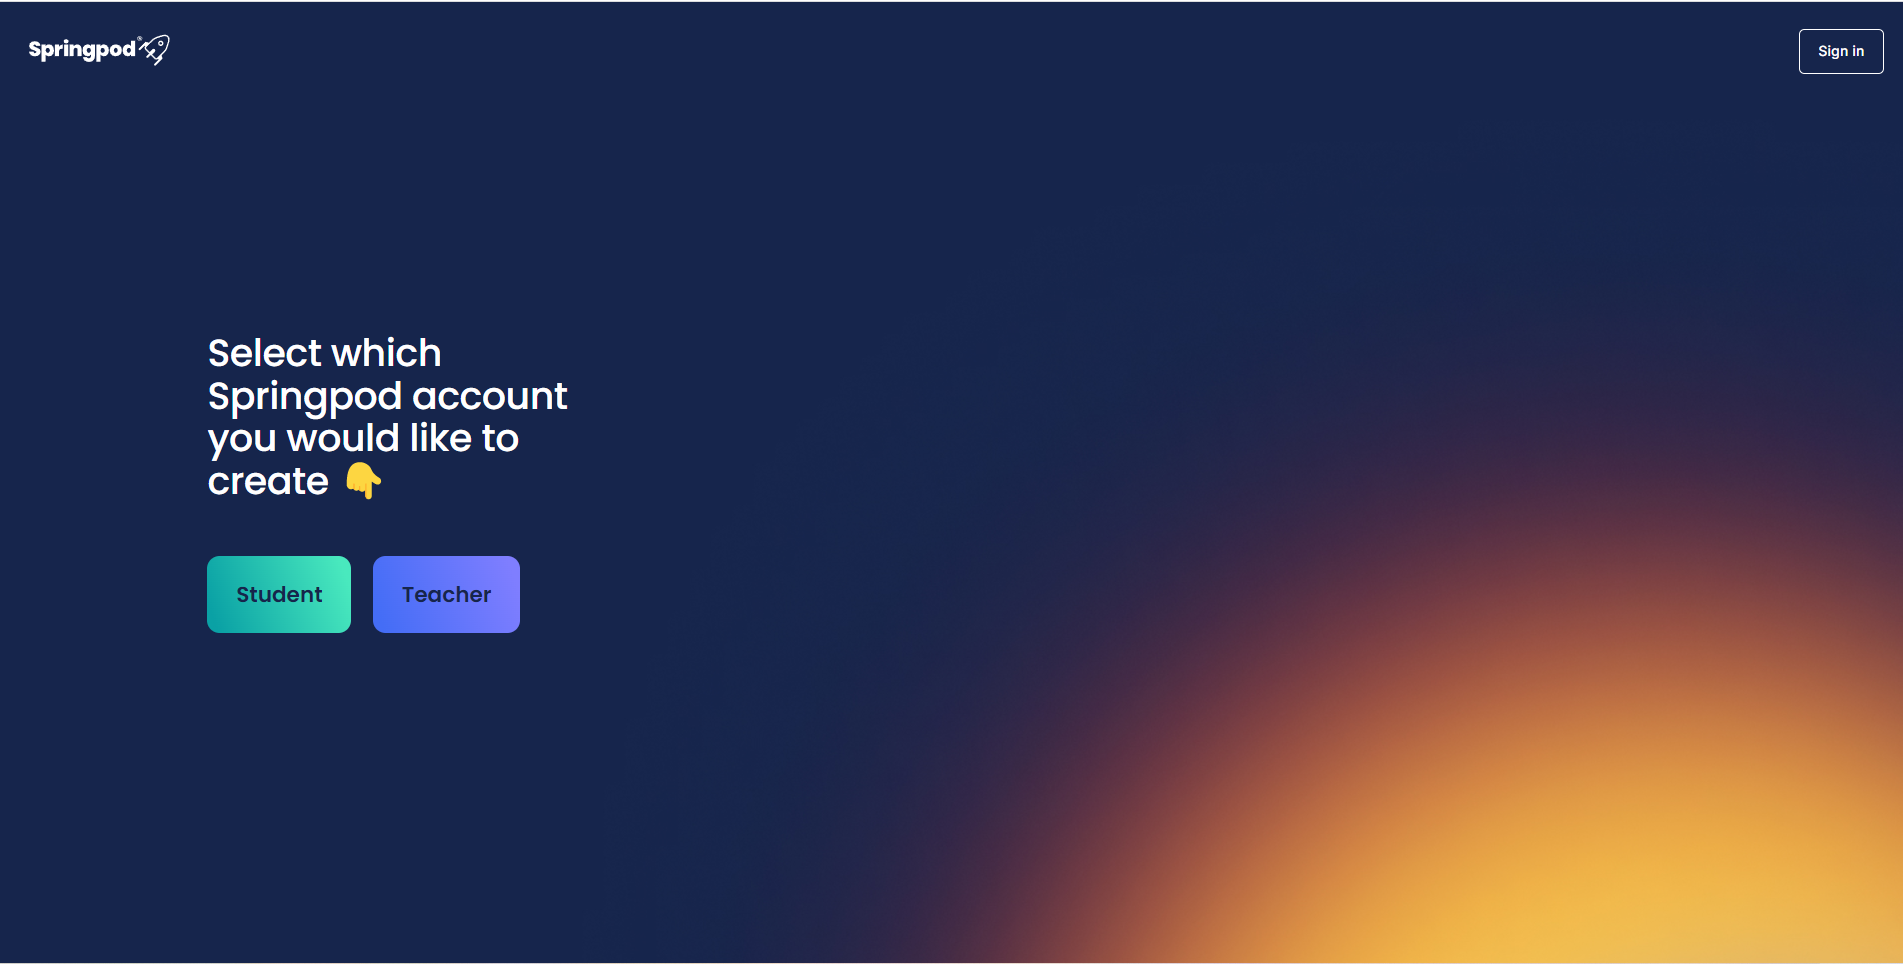 Springpod®
Sign in
Select which
Springpod account
you would like to
create 👇
Student
Teacher